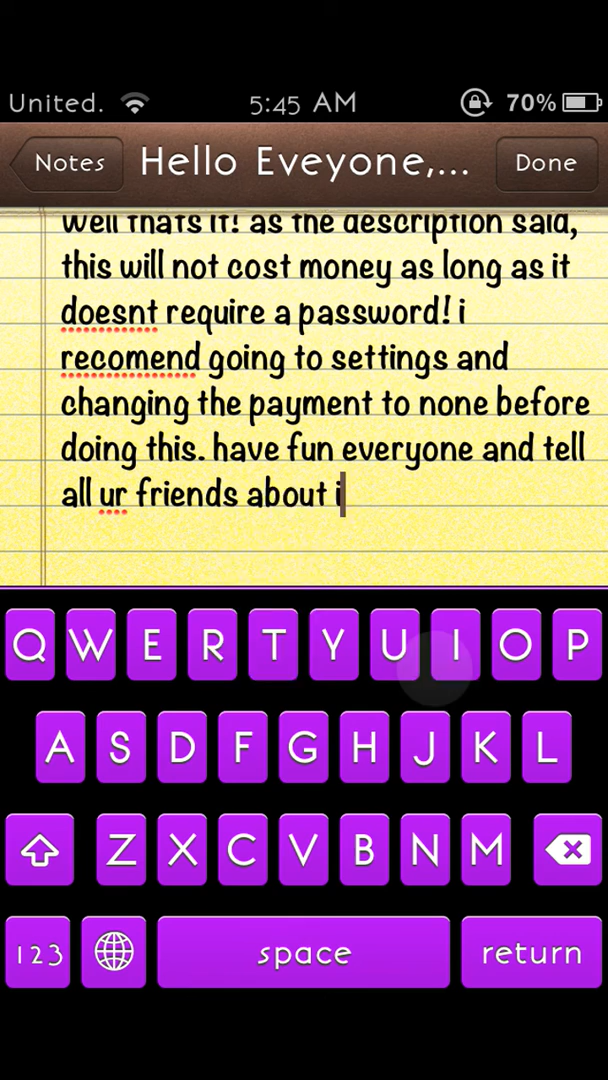 United. 5:45 AM 70%
Notes Hello Eveyone,... Done
well thats it! as the description said,
this will not cost money as long as it
doesnt require a password! i
recomend going to settings and
changing the payment to none before
doing this. have fun everyone and tell
all ur friends about i
Q W E R T Y U I O P
A S D F G H J K L
Z X C V B N M
123 space return